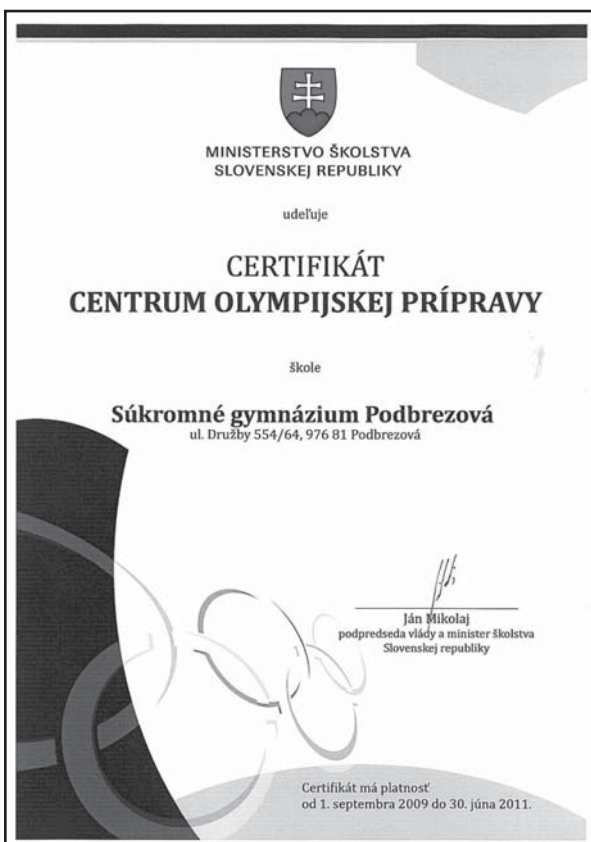 MINISTERSTVO ŠKOLSTVA
SLOVENSKEJ REPUBLIKY
udeľuje
CERTIFIKÁT
CENTRUM OLYMPIJSKEJ PRÍPRAVY
škole
Súkromné gymnázium Podbrezová
ul. Družby 554/64, 976 81 Podbrezová
Ján Mikolaj
podpredseda vlády a minister školstva
Slovenskej republiky
Certifikát má platnosť
od 1. septembra 2009 do 30. júna 2011.